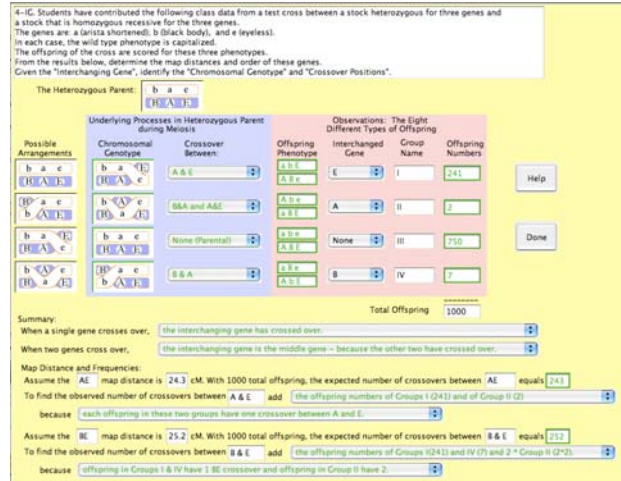 4-IG. Students have contributed the following class data from a test cross between a stock heterozygous for three genes and
a stock that is homozygous recessive for the three genes.
The genes are: a (arista shortened); b (black body), and e (eyeless).
In each case, the wild type phenotype is capitalized.
The offspring of the cross are scored for these three phenotypes.
From the results below, determine the map distances and order of these genes.
Given the "Interchanging Gene", identify the "Chromosomal Genotype" and "Crossover Positions".
The Heterozygous Parent:
b a e
B A E
Underlying Processes in Heterozygous Parent
during Meiosis
Observations: The Eight
Different Types of Offspring
Possible
Arrangements
Chromosomal
Genotype
Crossover
Between:
Offspring
Phenotype
Interchanged
Gene
Group
Name
Offspring
Numbers
b a e
B A E
b a E
B A e
A & E
a b E
A B e
E
I
241
B a e
b A E
b A e
B a E
B&A and A&E
A b e
a B E
A
II
2
b a E
B A e
b a e
B A E
None (Parental)
a b e
A B E
None
III
750
b A e
B a E
B a e
b A E
B & A
a B e
A b E
B
IV
7
Help
Done
Total Offspring
1000
Summary:
When a single gene crosses over, the interchanging gene has crossed over.
When two genes cross over, the interchanging gene is the middle gene - because the other two have crossed over.
Map Distance and Frequencies:
Assume the AE map distance is 24.3 cM. With 1000 total offspring, the expected number of crossovers between AE equals 243
To find the observed number of crossovers between A & E add the offspring numbers of Groups I (241) and of Group II (2)
because each offspring in these two groups have one crossover between A and E.
Assume the BE map distance is 25.2 cM. With 1000 total offspring, the expected number of crossovers between B & E equals 252
To find the observed number of crossovers between B & E add the offspring numbers of Groups I(241) and IV (7) and 2 * Group II (2*2).
because offspring in Groups I & IV have 1 BE crossover and offspring in Group II have 2.